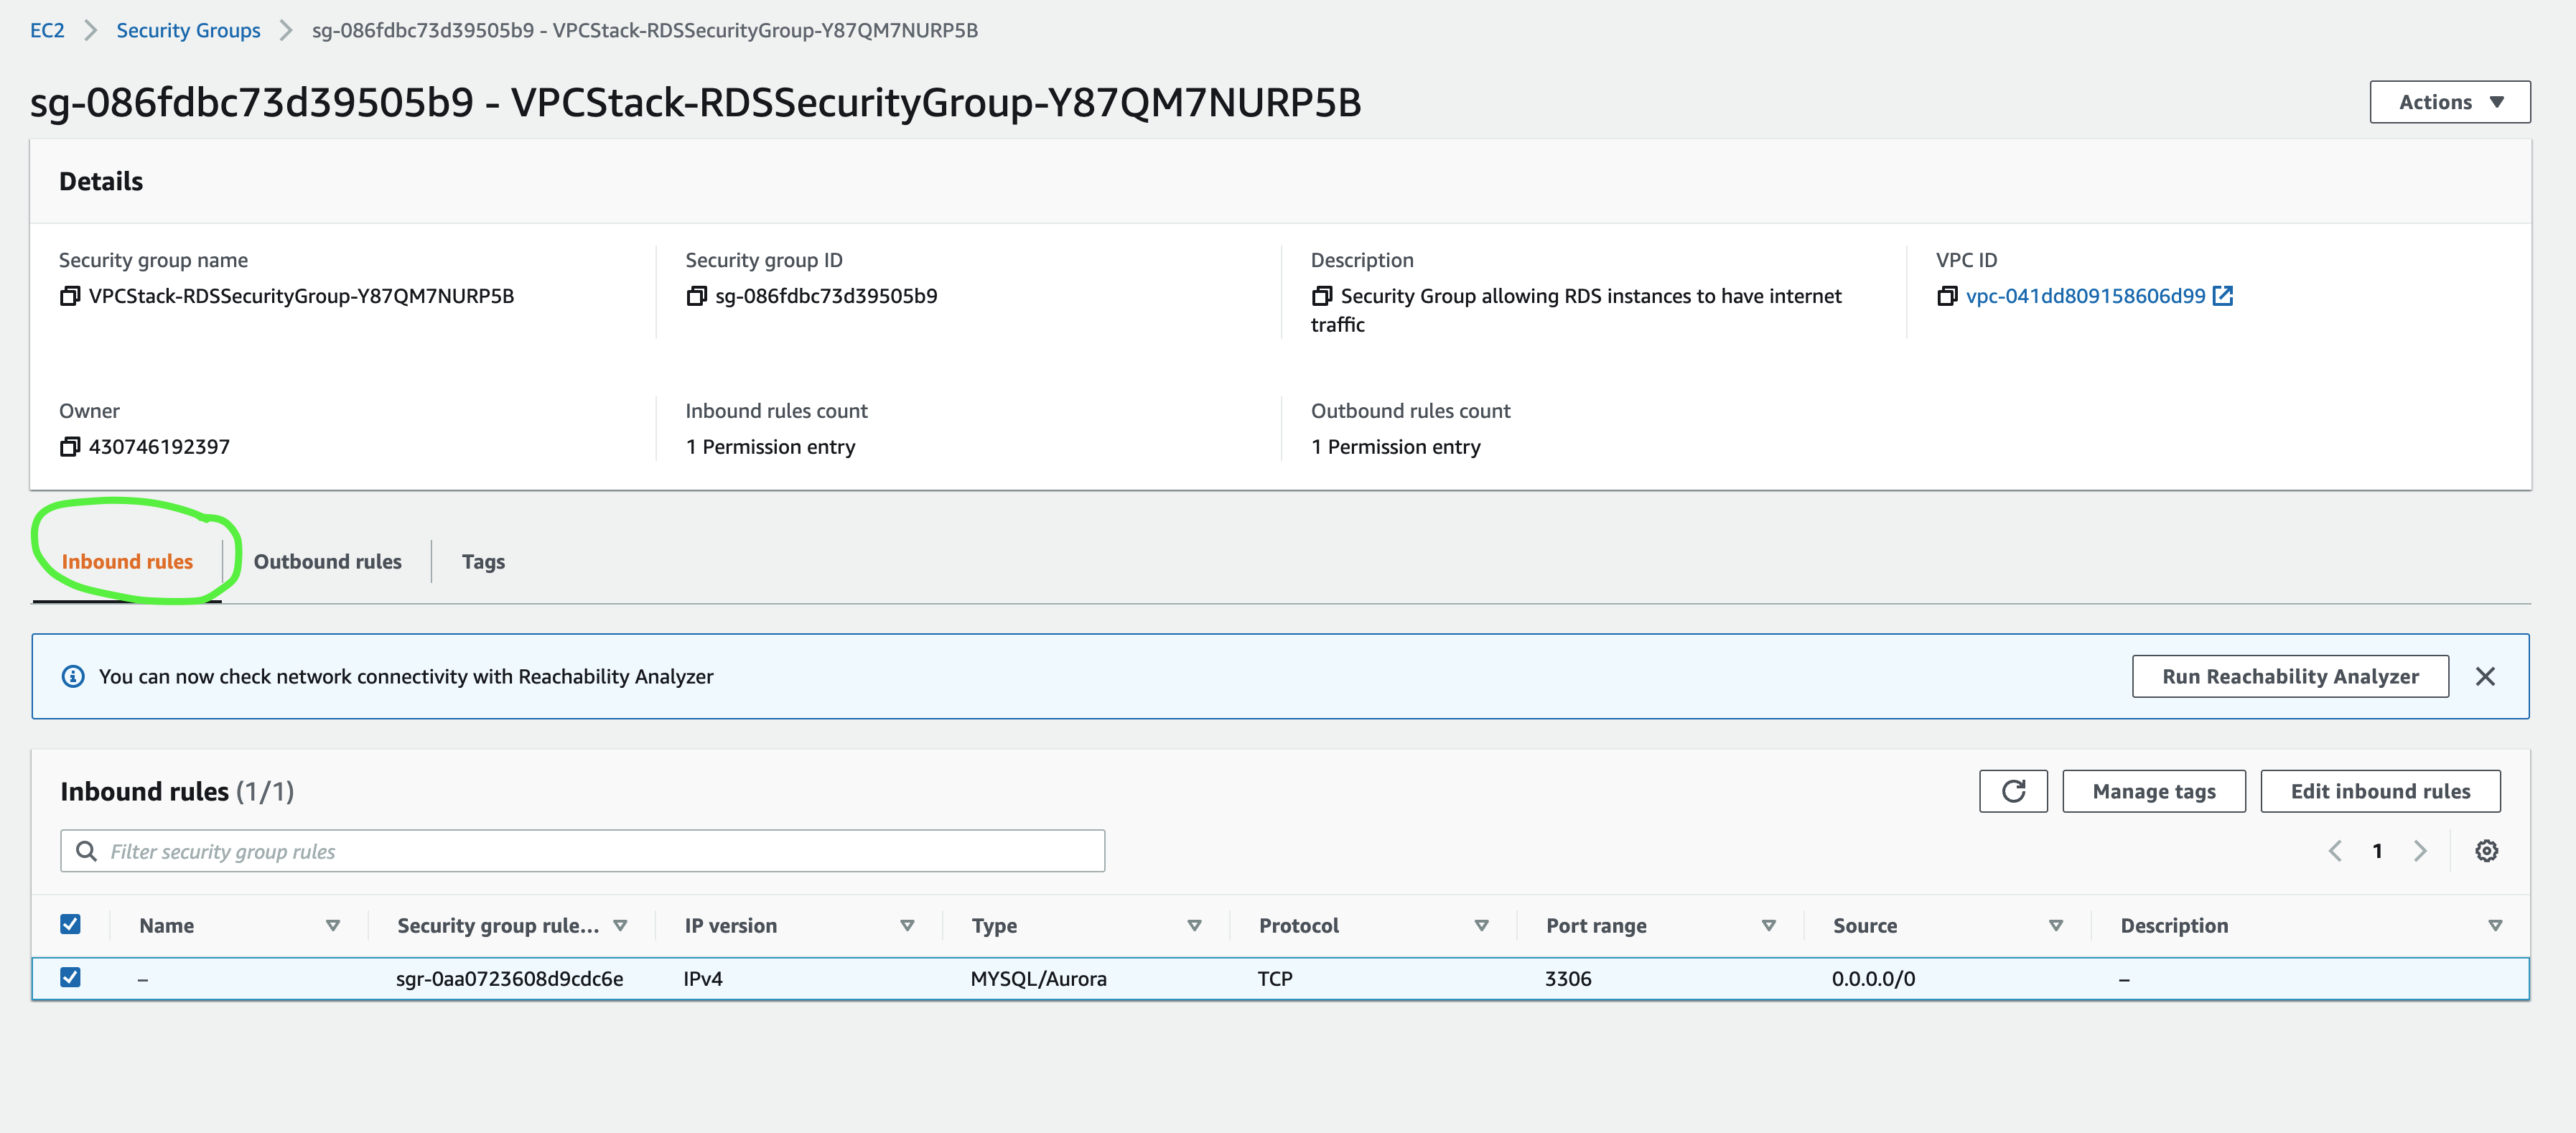 EC2 > Security Groups > sg-086fdbc73d39505b9 - VPCStack-RDSSecurityGroup-Y87QM7NURP5B
sg-086fdbc73d39505b9 - VPCStack-RDSSecurityGroup-Y87QM7NURP5B
Actions
Details
Security group name
VPCStack-RDSSecurityGroup-Y87QM7NURP5B
Security group ID
sg-086fdbc73d39505b9
Description
Security Group allowing RDS instances to have internet
traffic
VPC ID
vpc-041dd809158606d99
Owner
430746192397
Inbound rules count
1 Permission entry
Outbound rules count
1 Permission entry
Inbound rules Outbound rules Tags
You can now check network connectivity with Reachability Analyzer
Run Reachability Analyzer
Inbound rules (1/1)
Manage tags
Edit inbound rules
Filter security group rules
1
Name Security group rule... IP version Type Protocol Port range Source Description
– sgr-0aa0723608d9cdc6e IPv4 MYSQL/Aurora TCP 3306 0.0.0.0/0 –